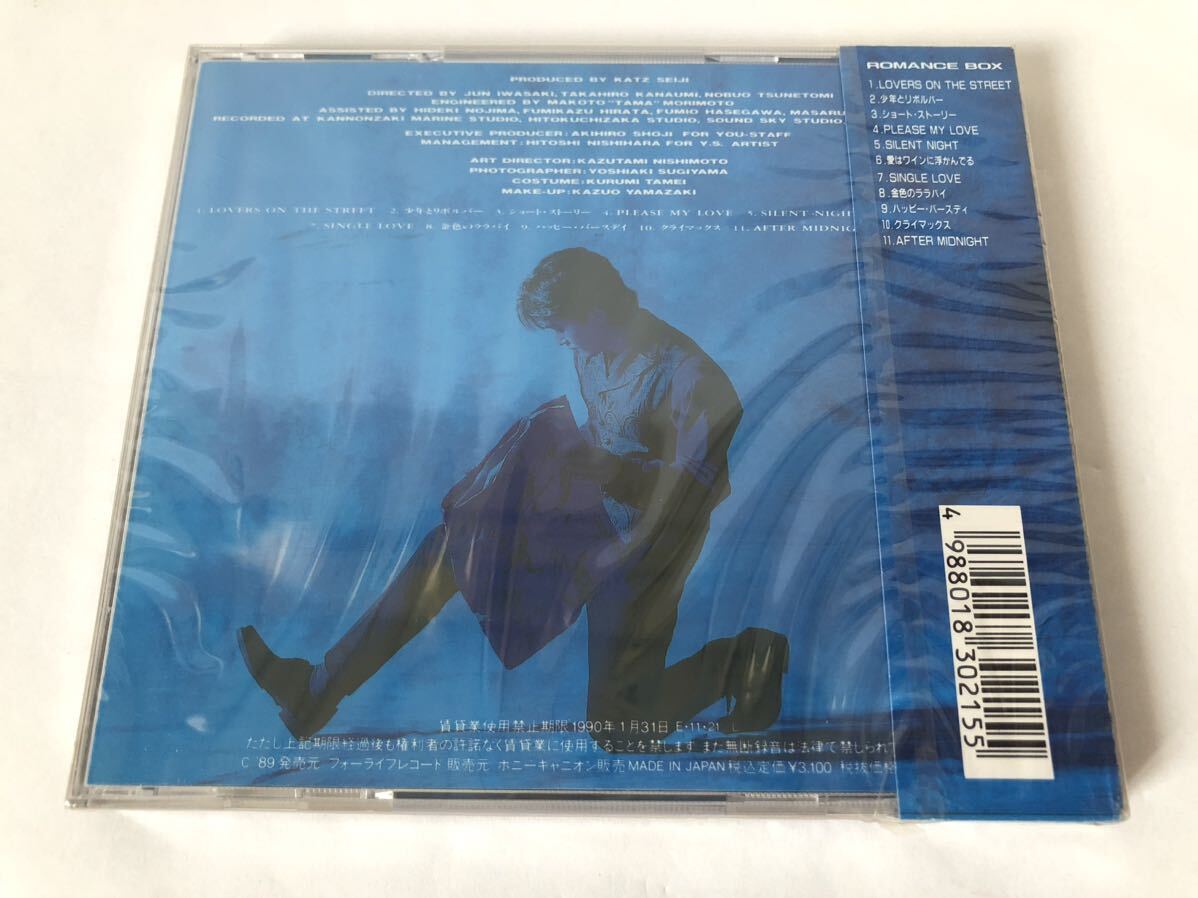 PRODUCED BY KATZ SEIJI
DIRECTED BY JUN IWASAKI, TAKAHIRO KANAUMI, NOBUO TSUNETOMI
ENGINEERED BY MAKOTO "TAMA" MORIMOTO
ASSISTED BY HIDEKI NOJIMA, FUMIKAZU HIRATA, FUMIO HASEGAWA, MASARU
RECORDED AT KANNONZAKI MARINE STUDIO, HITOKUCHIZAKA STUDIO, SOUND SKY STUDIO,
EXECUTIVE PRODUCER:AKIHIRO SHOJI FOR YOU-STAFF
MANAGEMENT:HITOSHI NISHIHARA FOR Y.S. ARTIST
ART DIRECTOR:KAZUTAMI NISHIMOTO
PHOTOGRAPHER:YOSHIAKI SUGIYAMA
COSTUME:KURUMI TAMEI
MAKE-UP:KAZUO YAMAZAKI
1. LOVERS ON THE STREET 2. 少年とリボルバー 3. ショート・ストーリー 4. PLEASE MY LOVE 5. SILENT NIGHT
7. SINGLE LOVE 8. 金色のララバイ 9. ハッピー・バースデイ 10. クライマックス 11. AFTER MIDNIG
賃貸業使用禁止期限1990年1月31日 E・11・21 L
ただし上記期限経過後も権利者の許諾なく賃貸業に使用することを禁します また無断録音は法律で禁しられて
C '89発売元 フォーライフレコード 販売元 ポニーキャニオン販売 MADE IN JAPAN 税込定価¥3,100 税抜価格
ROMANCE BOX
1.LOVERS ON THE STREET
2.少年とリボルバー
3.ショート・ストーリー
4.PLEASE MY LOVE
5.SILENT NIGHT
6.愛はワインに浮かんでる
7.SINGLE LOVE
8.金色のララバイ
9.ハッピー・バースディ
10.クライマックス
11.AFTER MIDNIGHT
4 988018 302155